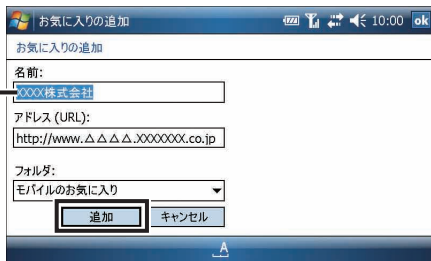 お気に入りの追加 10:00 ok
お気に入りの追加
名前:
XXXX株式会社
アドレス (URL):
http://www.△△△△.XXXXXXX.co.jp
フォルダ:
モバイルのお気に入り
追加 キャンセル
A